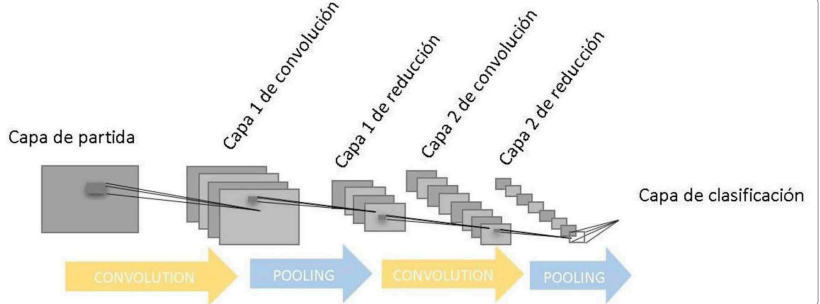 Capa de partida
Capa 1 de convolución
Capa 1 de reducción
Capa 2 de convolución
Capa 2 de reducción
Capa de clasificación
CONVOLUTION
POOLING
CONVOLUTION
POOLING